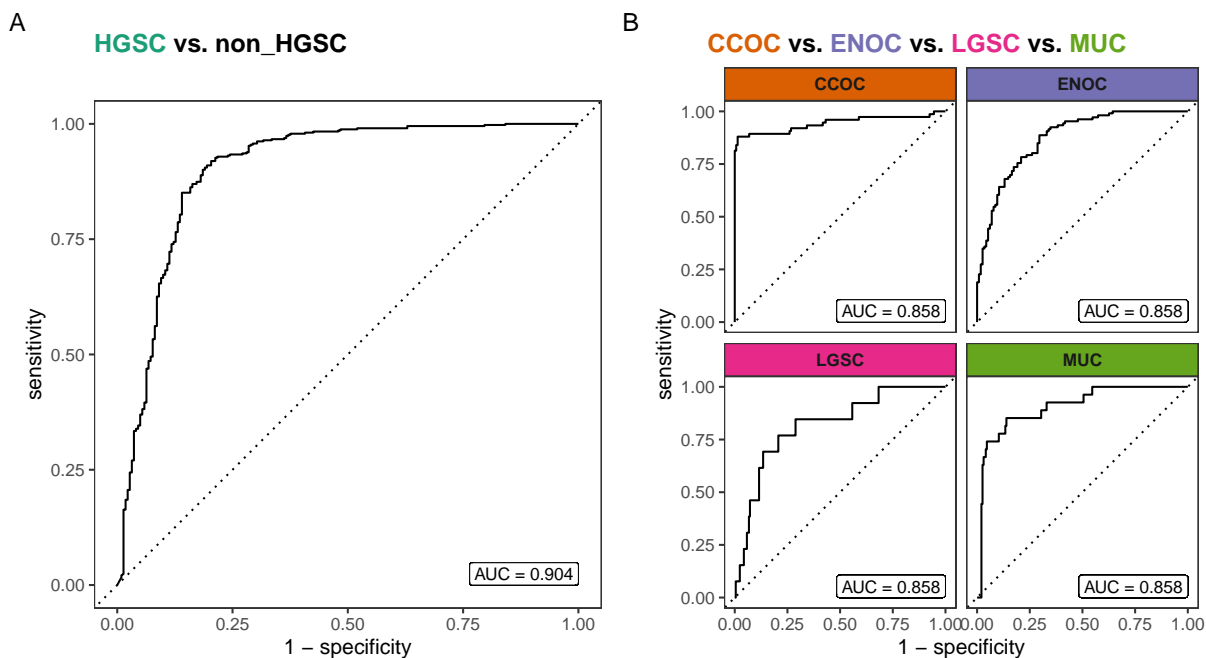 A
HGSC vs. non_HGSC
1.00
0.75
0.50
0.25
0.00
sensitivity
AUC = 0.904
0.00 0.25 0.50 0.75 1.00
1 − specificity
B
CCOC vs. ENOC vs. LGSC vs. MUC
CCOC
ENOC
1.00
0.75
0.50
0.25
0.00
AUC = 0.858
AUC = 0.858
LGSC
MUC
sensitivity
1.00
0.75
0.50
0.25
0.00
AUC = 0.858
AUC = 0.858
0.00 0.25 0.50 0.75 1.00 0.00 0.25 0.50 0.75 1.00
1 − specificity